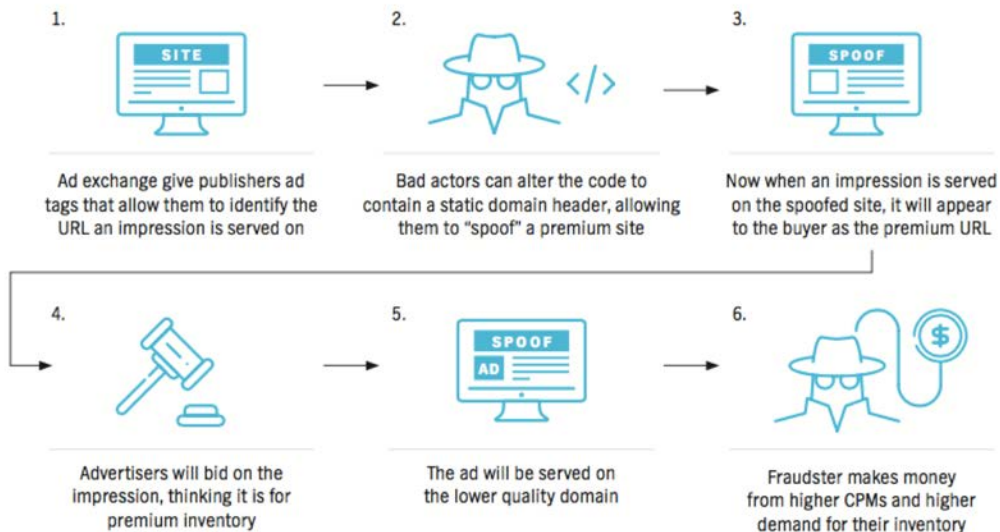 1.
SITE
Ad exchange give publishers ad
tags that allow them to identify the
URL an impression is served on
2.
</>
Bad actors can alter the code to
contain a static domain header, allowing
them to “spoof” a premium site
3.
SPOOF
Now when an impression is served
on the spoofed site, it will appear
to the buyer as the premium URL
4.
Advertisers will bid on the
impression, thinking it is for
premium inventory
5.
SPOOF
AD
The ad will be served on
the lower quality domain
6.
$
Fraudster makes money
from higher CPMs and higher
demand for their inventory